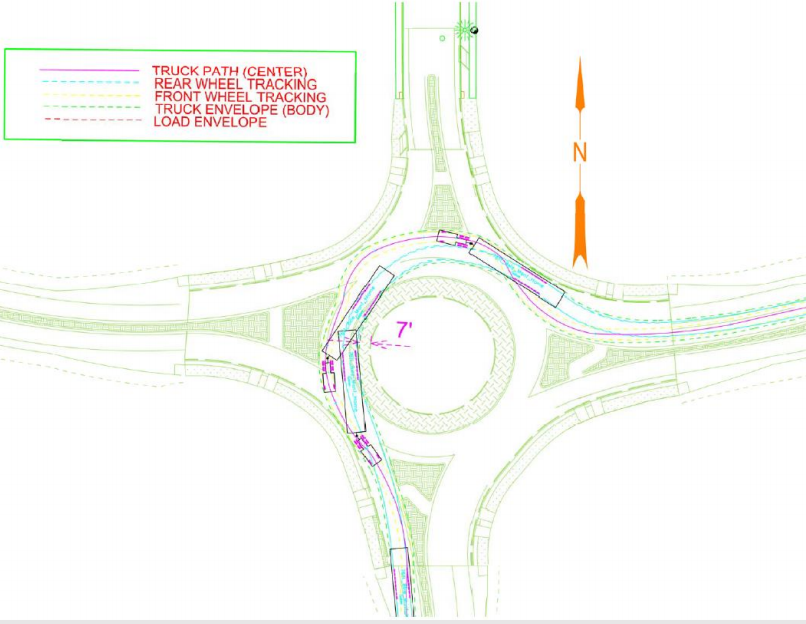 TRUCK PATH (CENTER)
REAR WHEEL TRACKING
FRONT WHEEL TRACKING
TRUCK ENVELOPE (BODY)
LOAD ENVELOPE
N
7'